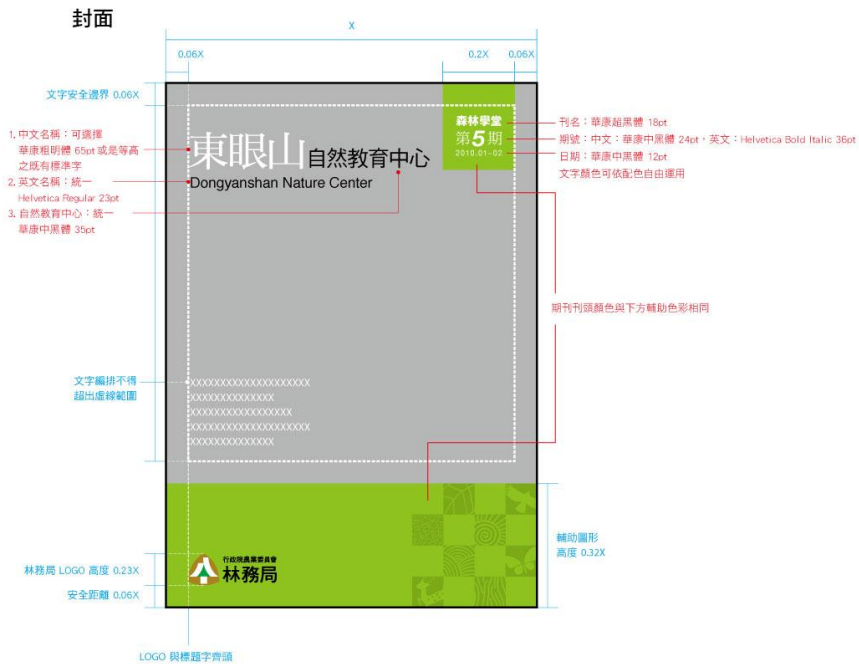 封面
X
0.06X
0.2X
0.06X
文字安全邊界 0.06X
1. 中文名稱：可選擇
華康粗明體 65pt 或是等高
之既有標準字
2. 英文名稱：統一
Helvetica Regular 23pt
3. 自然教育中心：統一
華康中黑體 35pt
東眼山自然教育中心
Dongyanshan Nature Center
森林學堂
第5期
2010.01-02
刊名：華康超黑體 18pt
期號：中文：華康中黑體 24pt，英文：Helvetica Bold Italic 36pt
日期：華康中黑體 12pt
文字顏色可依配色自由運用
期刊刊頭顏色與下方輔助色彩相同
文字編排不得
超出虛線範圍
XXXXXXXXXXXXXXXXXXXX
XXXXXXXXXXXXXX
XXXXXXXXXXXXXXXXX
XXXXXXXXXXXXXXXXXXXX
XXXXXXXXXXXXXX
輔助圖形
高度 0.32X
林務局 LOGO 高度 0.23X
安全距離 0.06X
行政院農業委員會
林務局
LOGO 與標題字齊頭